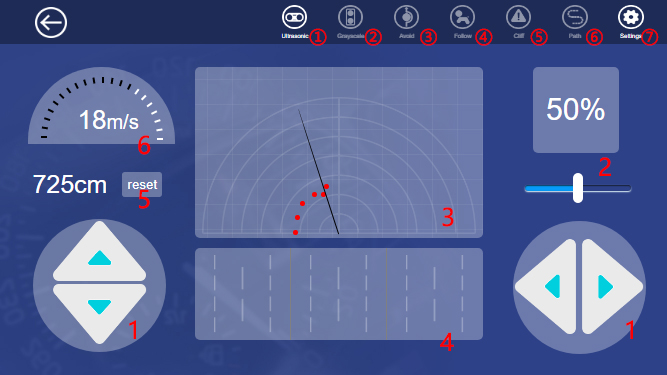 Ultrasonic ① Grayscale ② Avoid ③ Follow ④ Cliff ⑤ Path ⑥ Settings ⑦
50%
18m/s
6
2
725cm
reset
5
3
1
1
4